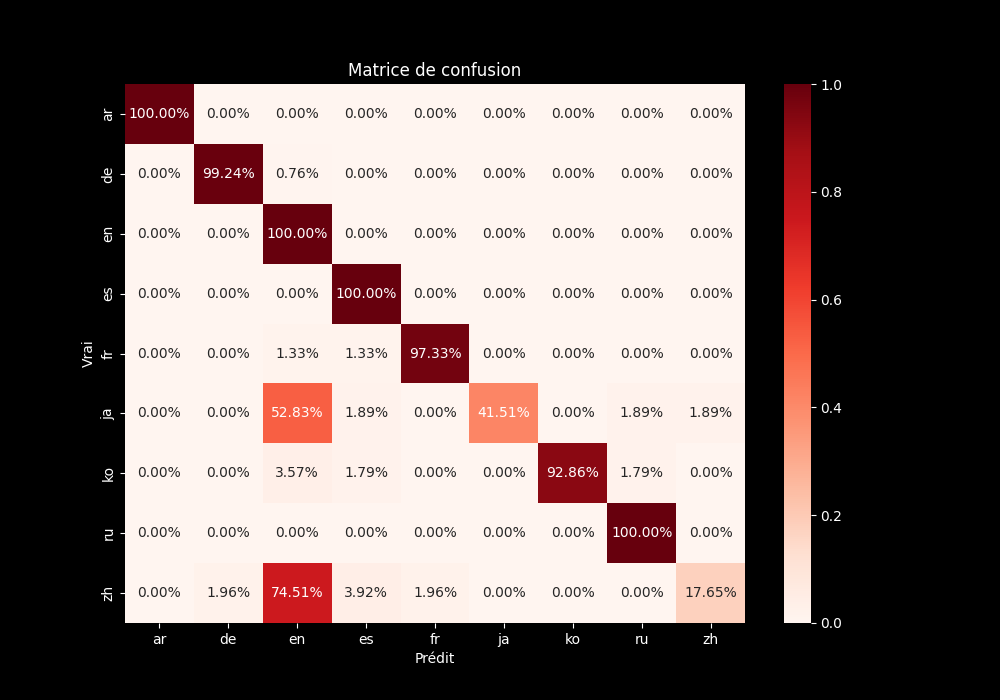 Matrice de confusion
ar 100.00% 0.00% 0.00% 0.00% 0.00% 0.00% 0.00% 0.00% 0.00%
de 0.00% 99.24% 0.76% 0.00% 0.00% 0.00% 0.00% 0.00% 0.00%
en 0.00% 0.00% 100.00% 0.00% 0.00% 0.00% 0.00% 0.00% 0.00%
es 0.00% 0.00% 0.00% 100.00% 0.00% 0.00% 0.00% 0.00% 0.00%
Vrai
fr 0.00% 0.00% 1.33% 1.33% 97.33% 0.00% 0.00% 0.00% 0.00%
ja 0.00% 0.00% 52.83% 1.89% 0.00% 41.51% 0.00% 1.89% 1.89%
ko 0.00% 0.00% 3.57% 1.79% 0.00% 0.00% 92.86% 1.79% 0.00%
ru 0.00% 0.00% 0.00% 0.00% 0.00% 0.00% 0.00% 100.00% 0.00%
zh 0.00% 1.96% 74.51% 3.92% 1.96% 0.00% 0.00% 0.00% 17.65%
ar de en es fr ja ko ru zh
Prédit
1.0
0.8
0.6
0.4
0.2
0.0